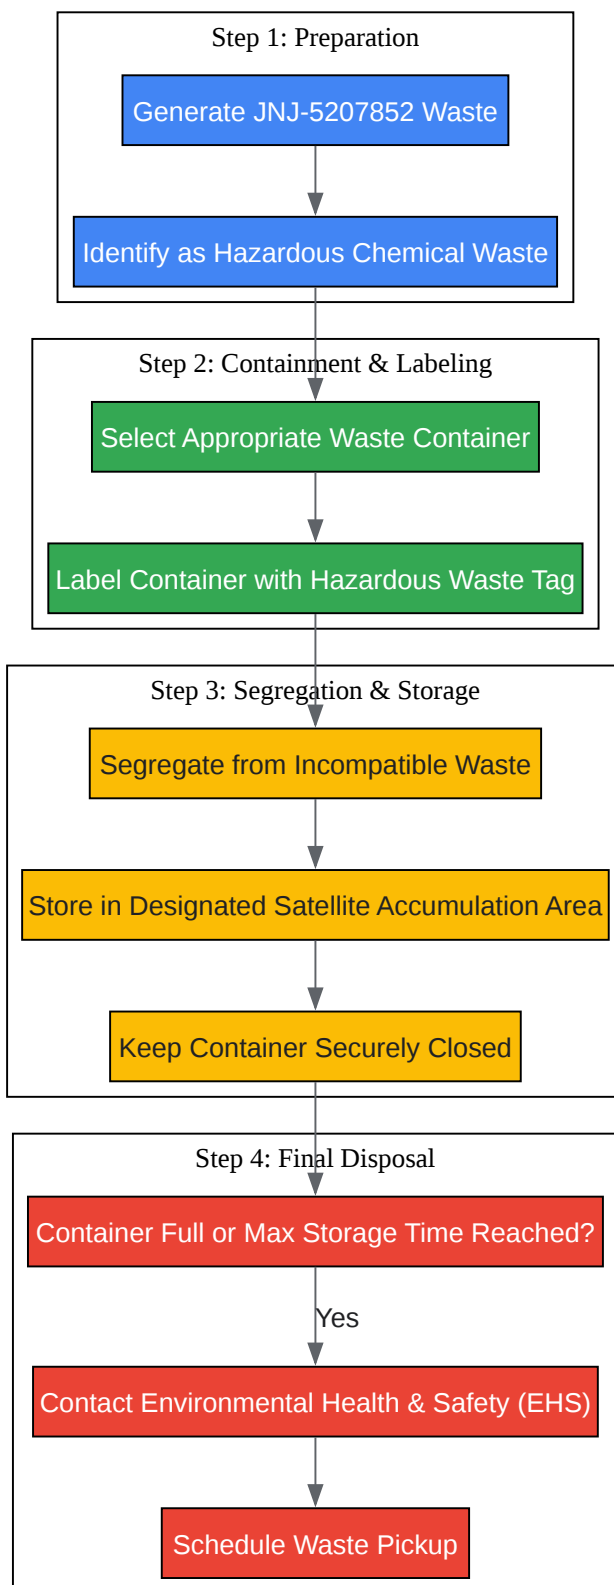 Step 1: Preparation
Generate JNJ-5207852 Waste
Identify as Hazardous Chemical Waste
Step 2: Containment & Labeling
Select Appropriate Waste Container
Label Container with Hazardous Waste Tag
Step 3: Segregation & Storage
Segregate from Incompatible Waste
Store in Designated Satellite Accumulation Area
Keep Container Securely Closed
Step 4: Final Disposal
Container Full or Max Storage Time Reached?
Yes
Contact Environmental Health & Safety (EHS)
Schedule Waste Pickup